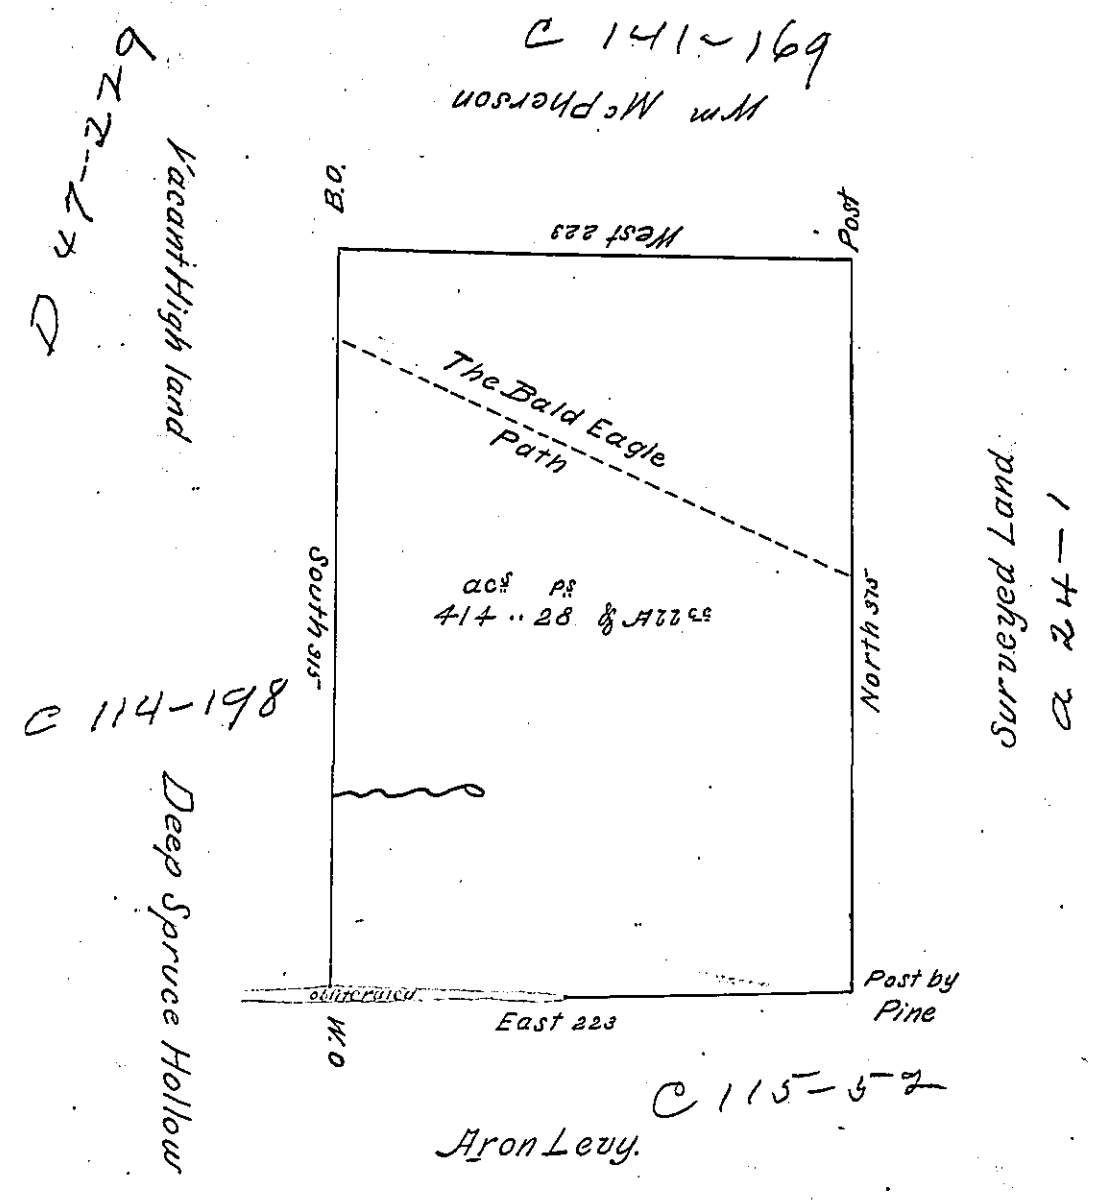 C 141-169
Wm McPherson
D 47-229
Vacant High land
B.O.
West 223
Post
The Bald Eagle
Path
Surveyed Land
a 24-1
South 315
acs ps
414 .. 28 & A
North 315
C 114-198
Deep Spruce Hollow
obliterated
W.O
East 223
Post by
Pine
C 115-52
Aron Levy.